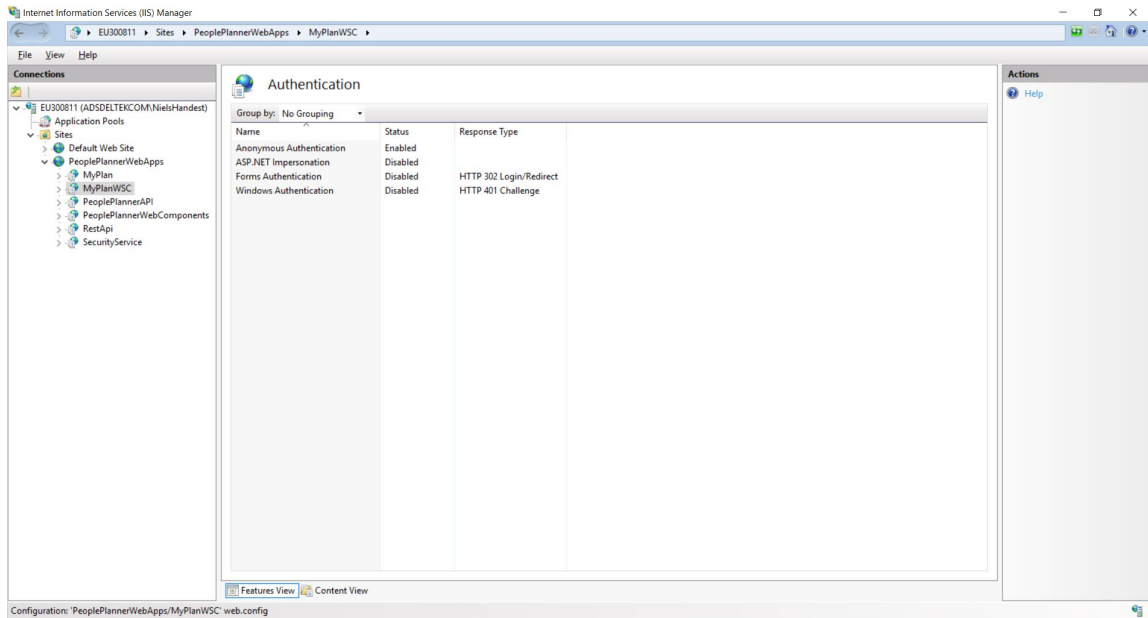 Internet Information Services (IIS) Manager
EU300811 Sites PeoplePlannerWebApps MyPlanWSC
File View Help
Connections
EU300811 (ADSDELTEKCOM\NielsHandest)
Application Pools
Sites
Default Web Site
PeoplePlannerWebApps
MyPlan
MyPlanWSC
PeoplePlannerAPI
PeoplePlannerWebComponents
RestApi
SecurityService
Authentication
Group by: No Grouping
Name Status Response Type
Anonymous Authentication Enabled
ASP.NET Impersonation Disabled
Forms Authentication Disabled HTTP 302 Login/Redirect
Windows Authentication Disabled HTTP 401 Challenge
Features View Content View
Actions
Help
Configuration: 'PeoplePlannerWebApps/MyPlanWSC' web.config